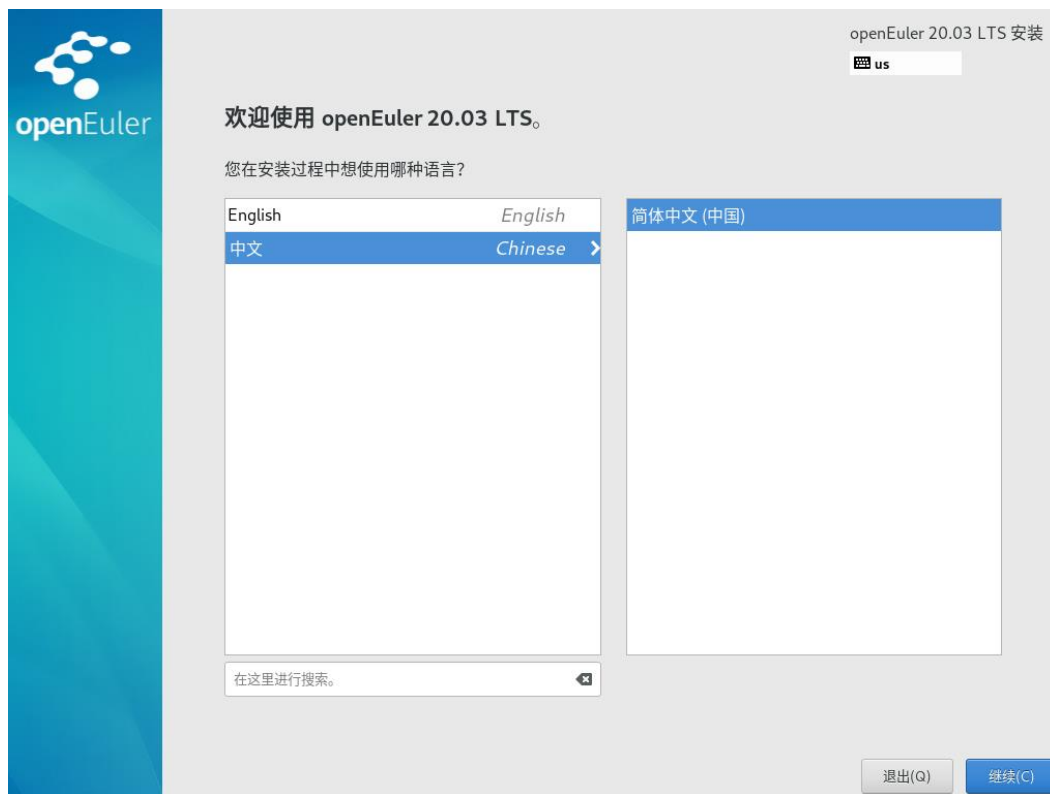 openEuler
openEuler 20.03 LTS 安装
us
欢迎使用 openEuler 20.03 LTS。
您在安装过程中想使用哪种语言？
English English
中文 Chinese
简体中文 (中国)
在这里进行搜索。
退出(Q) 继续(C)